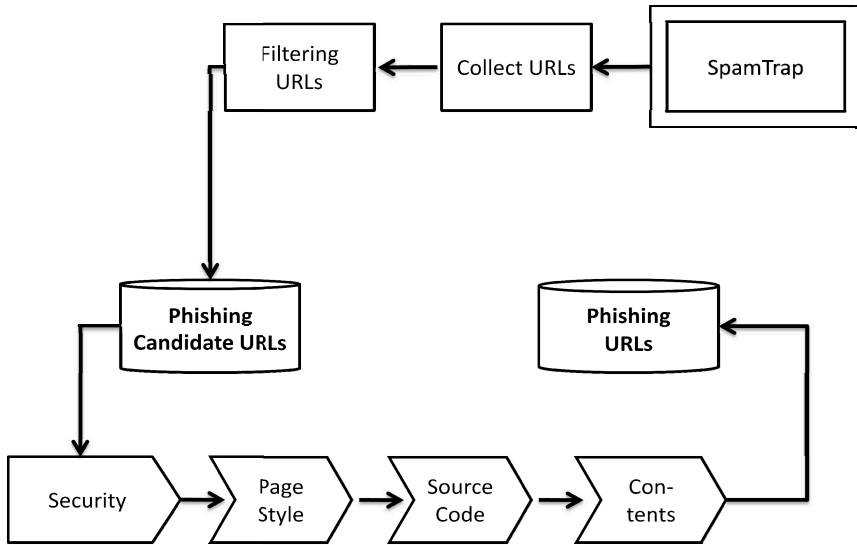 Filtering
URLs
Collect URLs
SpamTrap
Phishing
Candidate URLs
Phishing
URLs
Security
Page
Style
Source
Code
Con-
tents